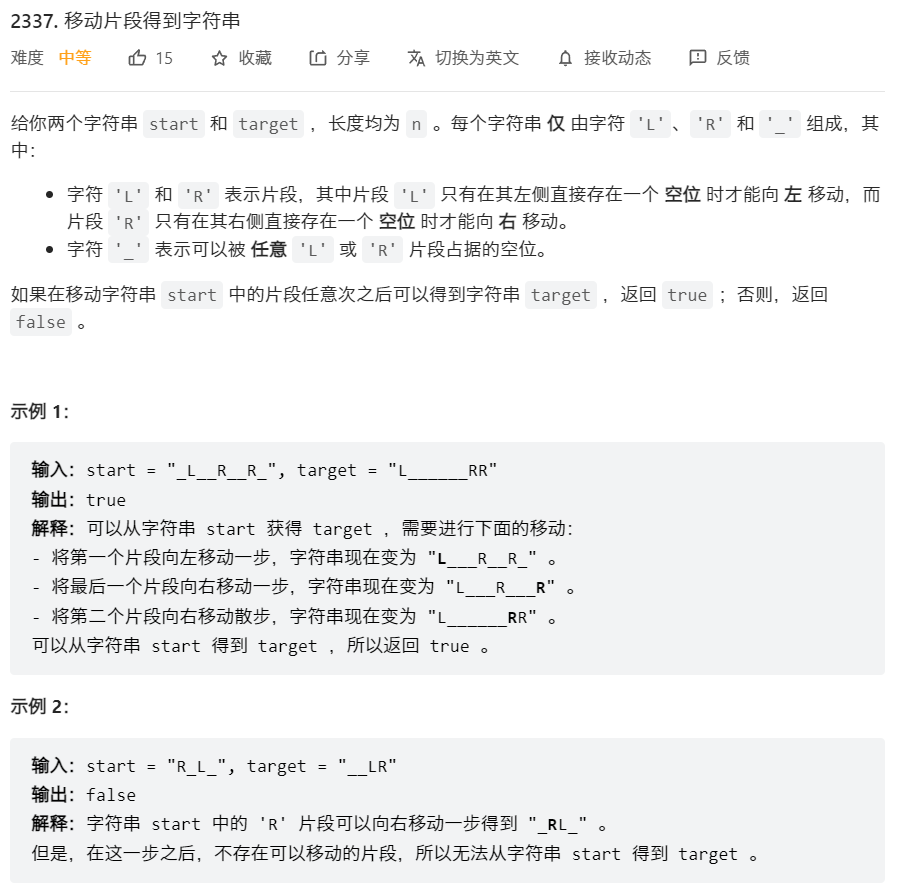 2337. 移动片段得到字符串
难度 中等 15 收藏 分享 切换为英文 接收动态 反馈
给你两个字符串 start 和 target ，长度均为 n 。每个字符串 仅 由字符 'L'、'R' 和 '_' 组成，其
中：
• 字符 'L' 和 'R' 表示片段，其中片段 'L' 只有在其左侧直接存在一个 空位 时才能向 左 移动，而
片段 'R' 只有在其右侧直接存在一个 空位 时才能向 右 移动。
• 字符 '_' 表示可以被 任意 'L' 或 'R' 片段占据的空位。
如果在移动字符串 start 中的片段任意次之后可以得到字符串 target ，返回 true ；否则，返回
false 。
示例 1：
输入：start = "_L__R__R_", target = "L______RR"
输出：true
解释：可以从字符串 start 获得 target ，需要进行下面的移动：
- 将第一个片段向左移动一步，字符串现在变为 "L___R__R_" 。
- 将最后一个片段向右移动一步，字符串现在变为 "L___R___R" 。
- 将第二个片段向右移动散步，字符串现在变为 "L______RR" 。
可以从字符串 start 得到 target ，所以返回 true 。
示例 2：
输入：start = "R_L_", target = "__LR"
输出：false
解释：字符串 start 中的 'R' 片段可以向右移动一步得到 "_RL_" 。
但是，在这一步之后，不存在可以移动的片段，所以无法从字符串 start 得到 target 。